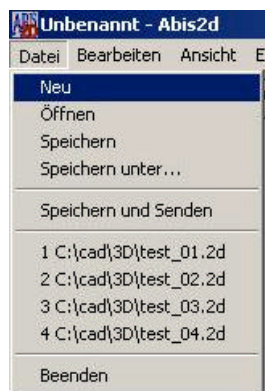 Unbenannt - Abis2d
Datei Bearbeiten Ansicht E
Neu
Öffnen
Speichern
Speichern unter...
Speichern und Senden
1 C:\cad\3D\test_01.2d
2 C:\cad\3D\test_02.2d
3 C:\cad\3D\test_03.2d
4 C:\cad\3D\test_04.2d
Beenden